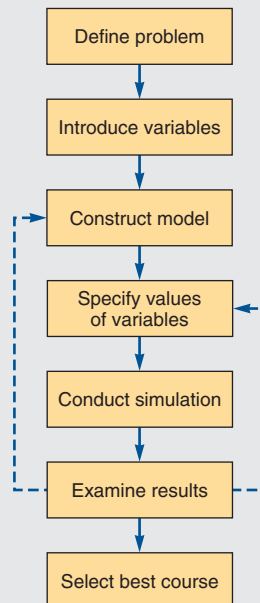 Define problem
Introduce variables
Construct model
Specify values
of variables
Conduct simulation
Examine results
Select best course